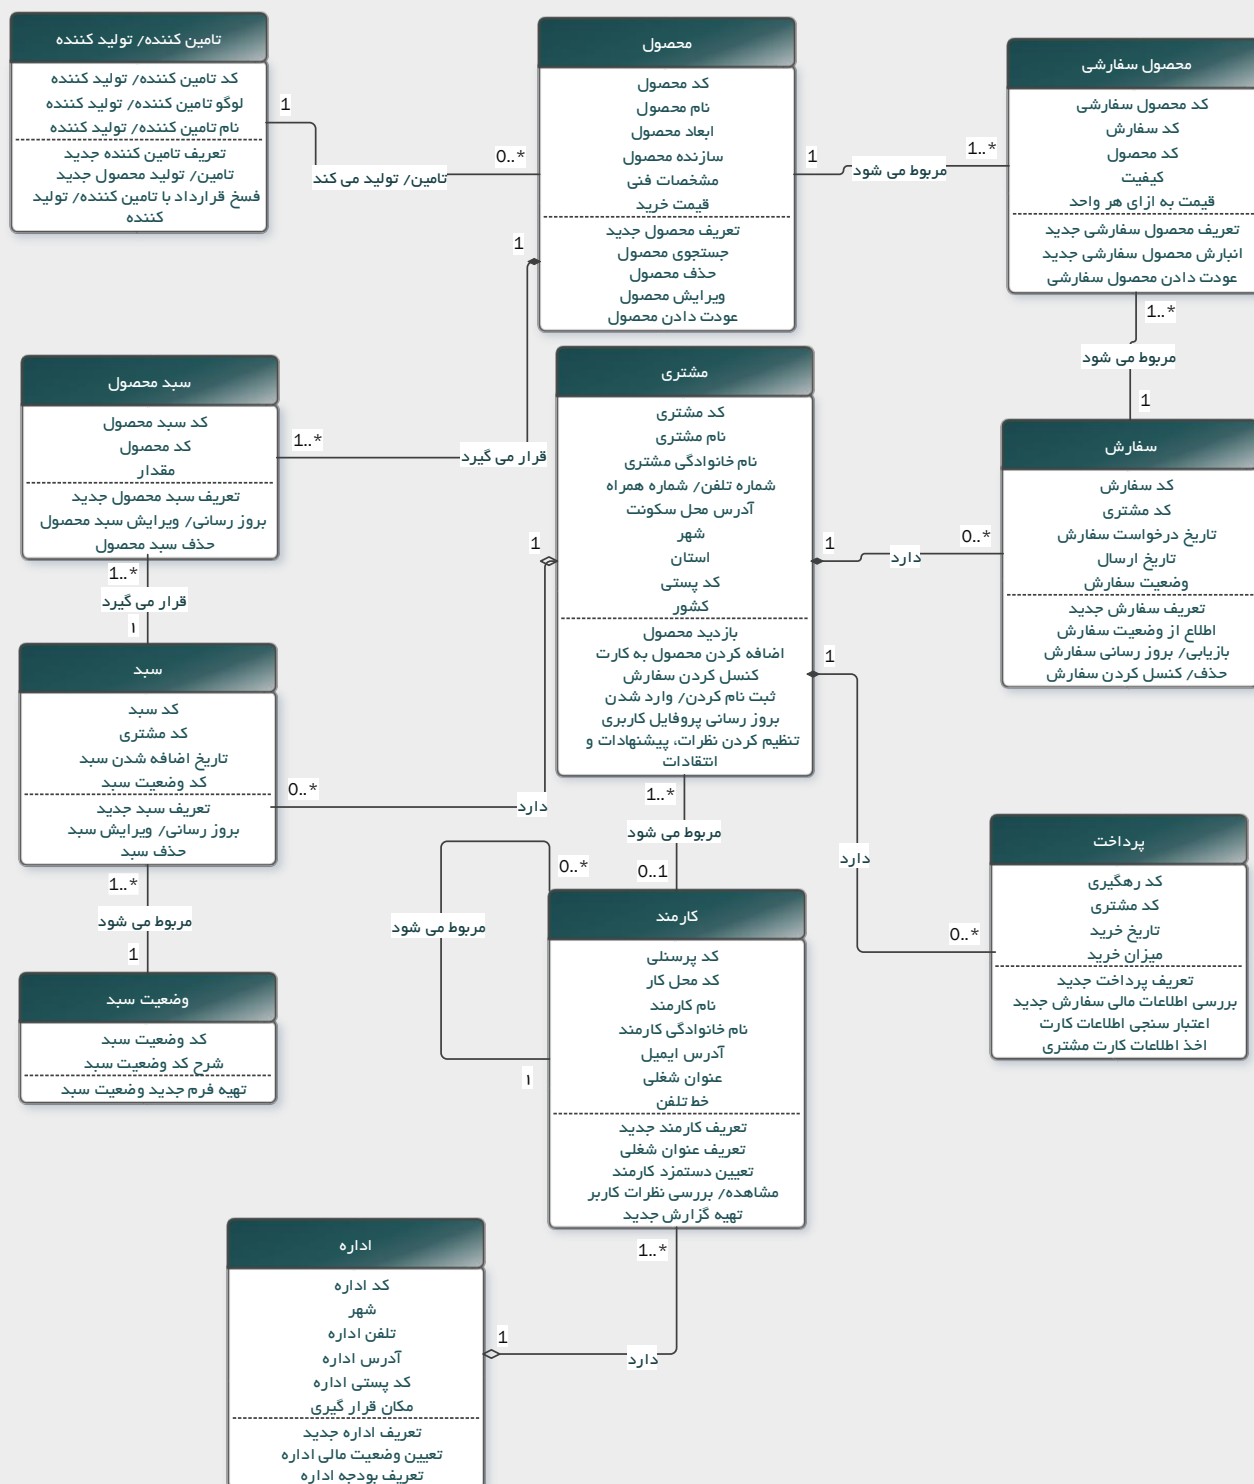 تامین کننده/ تولید کننده
کد تامین کننده/ تولید کننده
لوگو تامین کننده/ تولید کننده
نام تامین کننده/ تولید کننده
تعریف تامین کننده جدید
تامین/ تولید محصول جدید
فسخ قرارداد با تامین کننده/ تولید
کننده
1
تامین/ تولید می کند
0..*
محصول
کد محصول
نام محصول
ابعاد محصول
سازنده محصول
مشخصات فنی
قیمت خرید
تعریف محصول جدید
جستجوی محصول
حذف محصول
ویرایش محصول
عودت دادن محصول
1
مربوط می شود
1..*
محصول سفارشی
کد محصول سفارشی
کد سفارش
کد محصول
کیفیت
قیمت به ازای هر واحد
تعریف محصول سفارشی جدید
انبارش محصول سفارشی جدید
عودت دادن محصول سفارشی
1..*
مربوط می شود
1
سفارش
کد سفارش
کد مشتری
تاریخ درخواست سفارش
تاریخ ارسال
وضعیت سفارش
تعریف سفارش جدید
اطلاع از وضعیت سفارش
بازیابی/ بروز رسانی سفارش
حذف/ کنسل کردن سفارش
1
قرار می گیرد
1..*
سبد محصول
کد سبد محصول
کد محصول
مقدار
تعریف سبد محصول جدید
بروز رسانی/ ویرایش سبد محصول
حذف سبد محصول
1..*
قرار می گیرد
۱
مشتری
کد مشتری
نام مشتری
نام خانوادگی مشتری
شماره تلفن/ شماره همراه
آدرس محل سکونت
شهر
استان
کد پستی
کشور
بازدید محصول
اضافه کردن محصول به کارت
کنسل کردن سفارش
ثبت نام کردن/ وارد شدن
بروز رسانی پروفایل کاربری
تنظیم کردن نظرات، پیشنهادات و
انتقادات
1
دارد
0..*
1
دارد
0..*
سبد
کد سبد
کد مشتری
تاریخ اضافه شدن سبد
کد وضعیت سبد
تعریف سبد جدید
بروز رسانی/ ویرایش سبد
حذف سبد
1..*
مربوط می شود
1
وضعیت سبد
کد وضعیت سبد
شرح کد وضعیت سبد
تهیه فرم جدید وضعیت سبد
1
دارد
0..*
پرداخت
کد رهگیری
کد مشتری
تاریخ خرید
میزان خرید
تعریف پرداخت جدید
بررسی اطلاعات مالی سفارش جدید
اعتبار سنجی اطلاعات کارت
اخذ اطلاعات کارت مشتری
1..*
مربوط می شود
0..1
0..*
مربوط می شود
۱
کارمند
کد پرسنلی
کد محل کار
نام کارمند
نام خانوادگی کارمند
آدرس ایمیل
عنوان شغلی
خط تلفن
تعریف کارمند جدید
تعریف عنوان شغلی
تعیین دستمزد کارمند
مشاهده/ بررسی نظرات کاربر
تهیه گزارش جدید
1..*
دارد
1
اداره
کد اداره
شهر
تلفن اداره
آدرس اداره
کد پستی اداره
مکان قرار گیری
تعریف اداره جدید
تعیین وضعیت مالی اداره
تعریف بودجه اداره